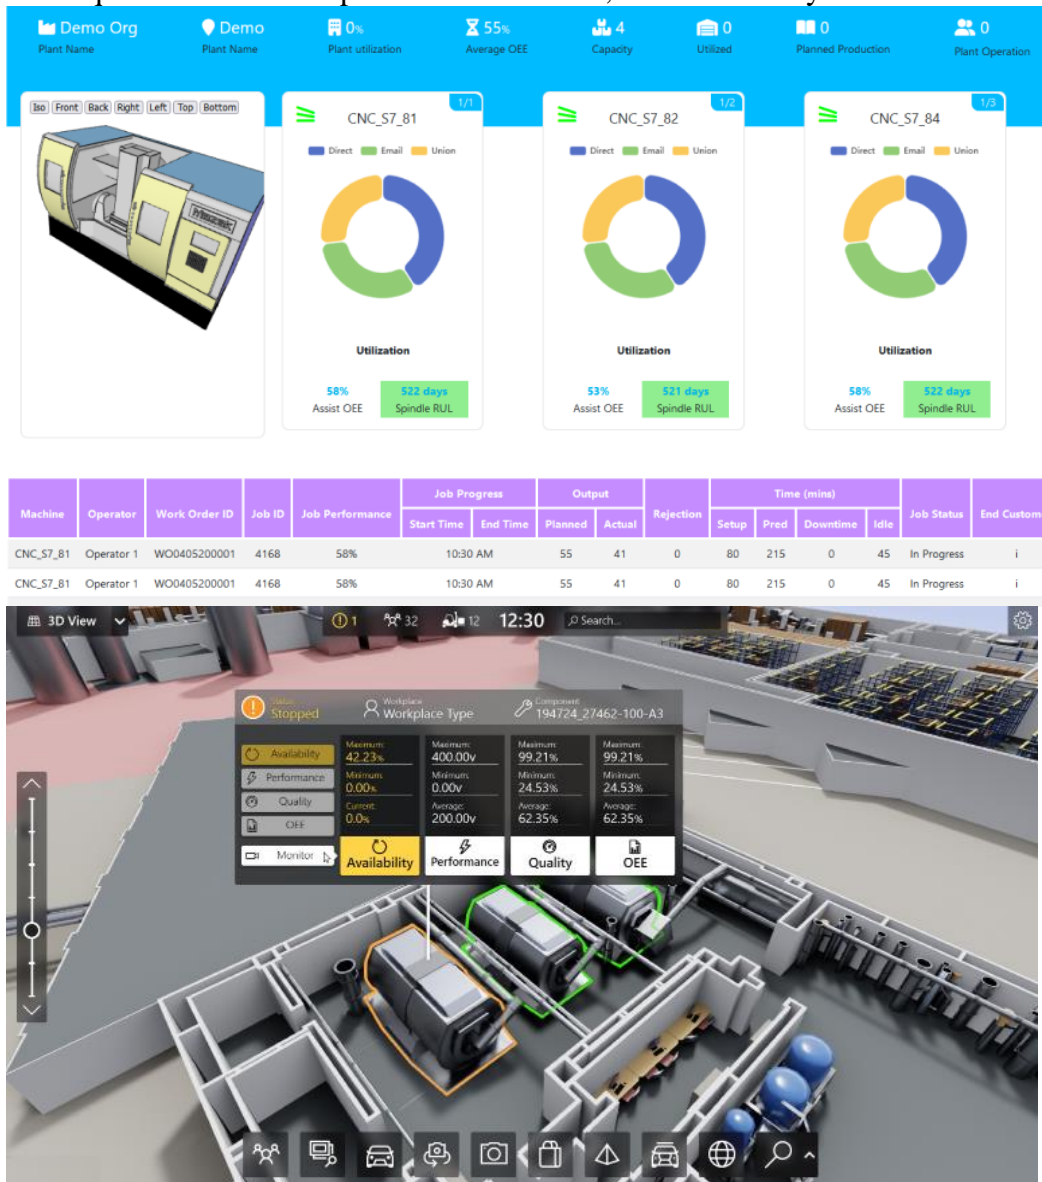 Demo Org
Plant Name
Demo
Plant Name
0%
Plant utilization
55%
Average OEE
4
Capacity
0
Utilized
0
Planned Production
0
Plant Operation
Iso Front Back Right Left Top Bottom
1/1
CNC_S7_81
Direct Email Union
Utilization
58%
Assist OEE
522 days
Spindle RUL
1/2
CNC_S7_82
Direct Email Union
Utilization
53%
Assist OEE
521 days
Spindle RUL
1/3
CNC_S7_84
Direct Email Union
Utilization
58%
Assist OEE
522 days
Spindle RUL
Machine Operator Work Order ID Job ID Job Performance Job Progress Output Rejection Time (mins) Job Status End Custome
Start Time End Time Planned Actual Setup Pred Downtime Idle
CNC_S7_81 Operator 1 WO0405200001 4168 58% 10:30 AM 55 41 0 80 215 0 45 In Progress i
CNC_S7_81 Operator 1 WO0405200001 4168 58% 10:30 AM 55 41 0 80 215 0 45 In Progress i
3D View 1 32 12 12:30 Search...
Status
Stopped
Workplace
Workplace Type
Component
194724_27462-100-A3
Availability
Performance
Quality
OEE
Monitor
Maximum:
42.23%
Minimum:
0.00%
Current:
0.0%
Availability
Maximum:
400.00v
Minimum:
0.00v
Average:
200.00v
Performance
Maximum:
99.21%
Minimum:
24.53%
Average:
62.35%
Quality
Maximum:
99.21%
Minimum:
24.53%
Average:
62.35%
OEE